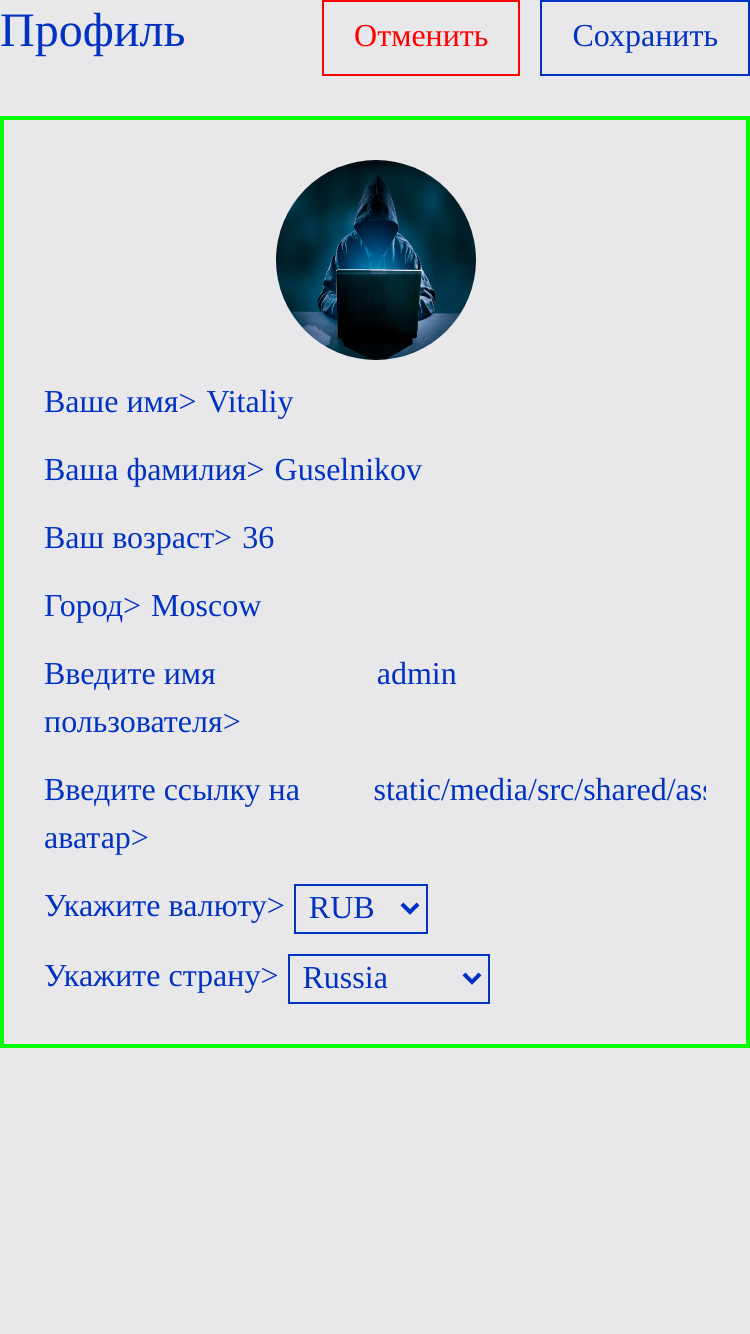 Профиль
Отменить
Сохранить
Ваше имя> Vitaliy
Ваша фамилия> Guselnikov
Ваш возраст> 36
Город> Moscow
Введите имя
пользователя>
admin
Введите ссылку на
аватар>
static/media/src/shared/ass
Укажите валюту> RUB
Укажите страну> Russia